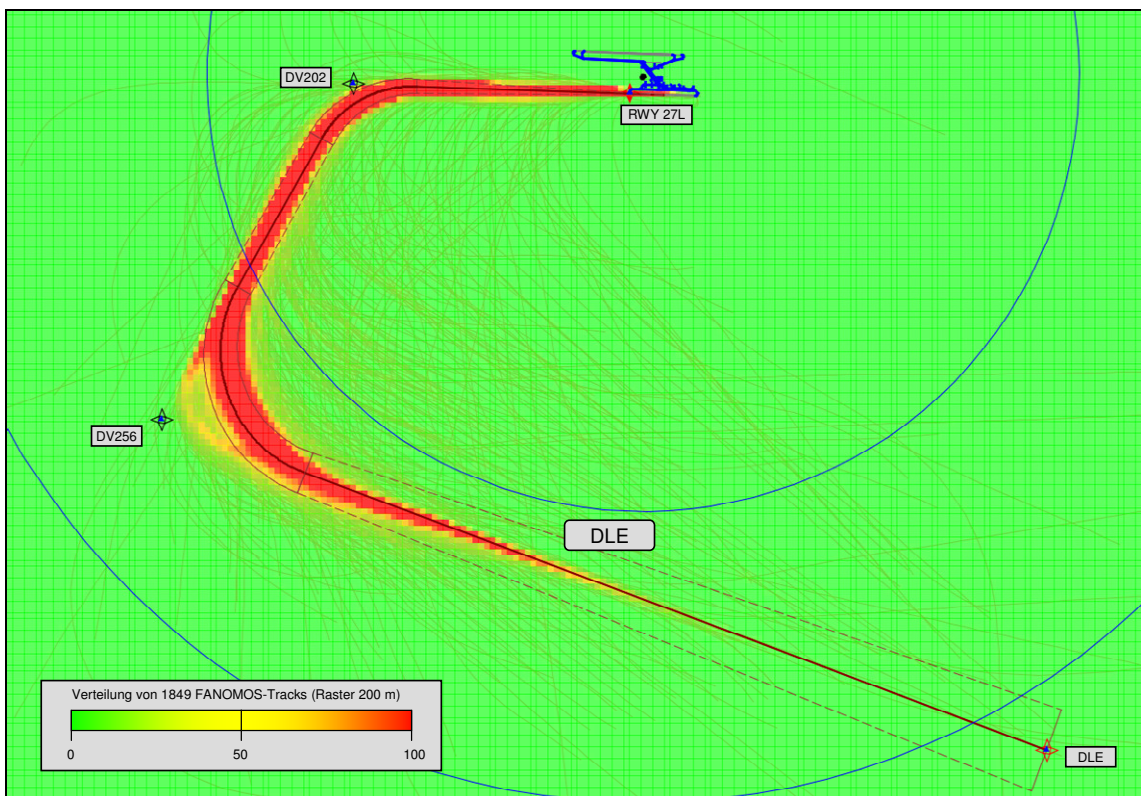 DV202
RWY 27L
DV256
DLE
Verteilung von 1849 FANOMOS-Tracks (Raster 200 m)
0 50 100
DLE